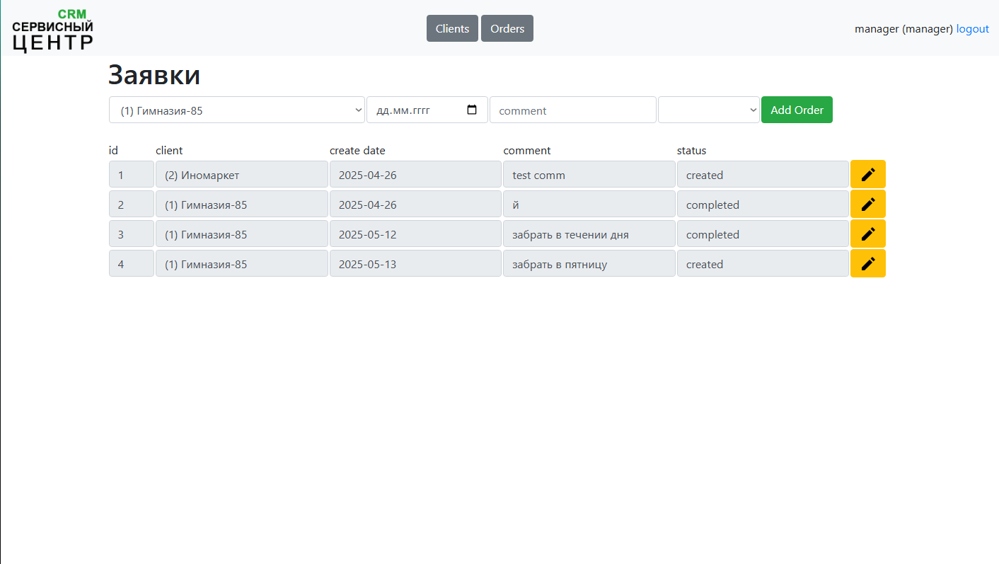 CRM
СЕРВИСНЫЙ
ЦЕНТР
Clients Orders
manager (manager) logout
Заявки
(1) Гимназия-85 дд.мм.гггг comment Add Order
id client create date comment status
1 (2) Иномаркет 2025-04-26 test comm created
2 (1) Гимназия-85 2025-04-26 й completed
3 (1) Гимназия-85 2025-05-12 забрать в течении дня completed
4 (1) Гимназия-85 2025-05-13 забрать в пятницу created